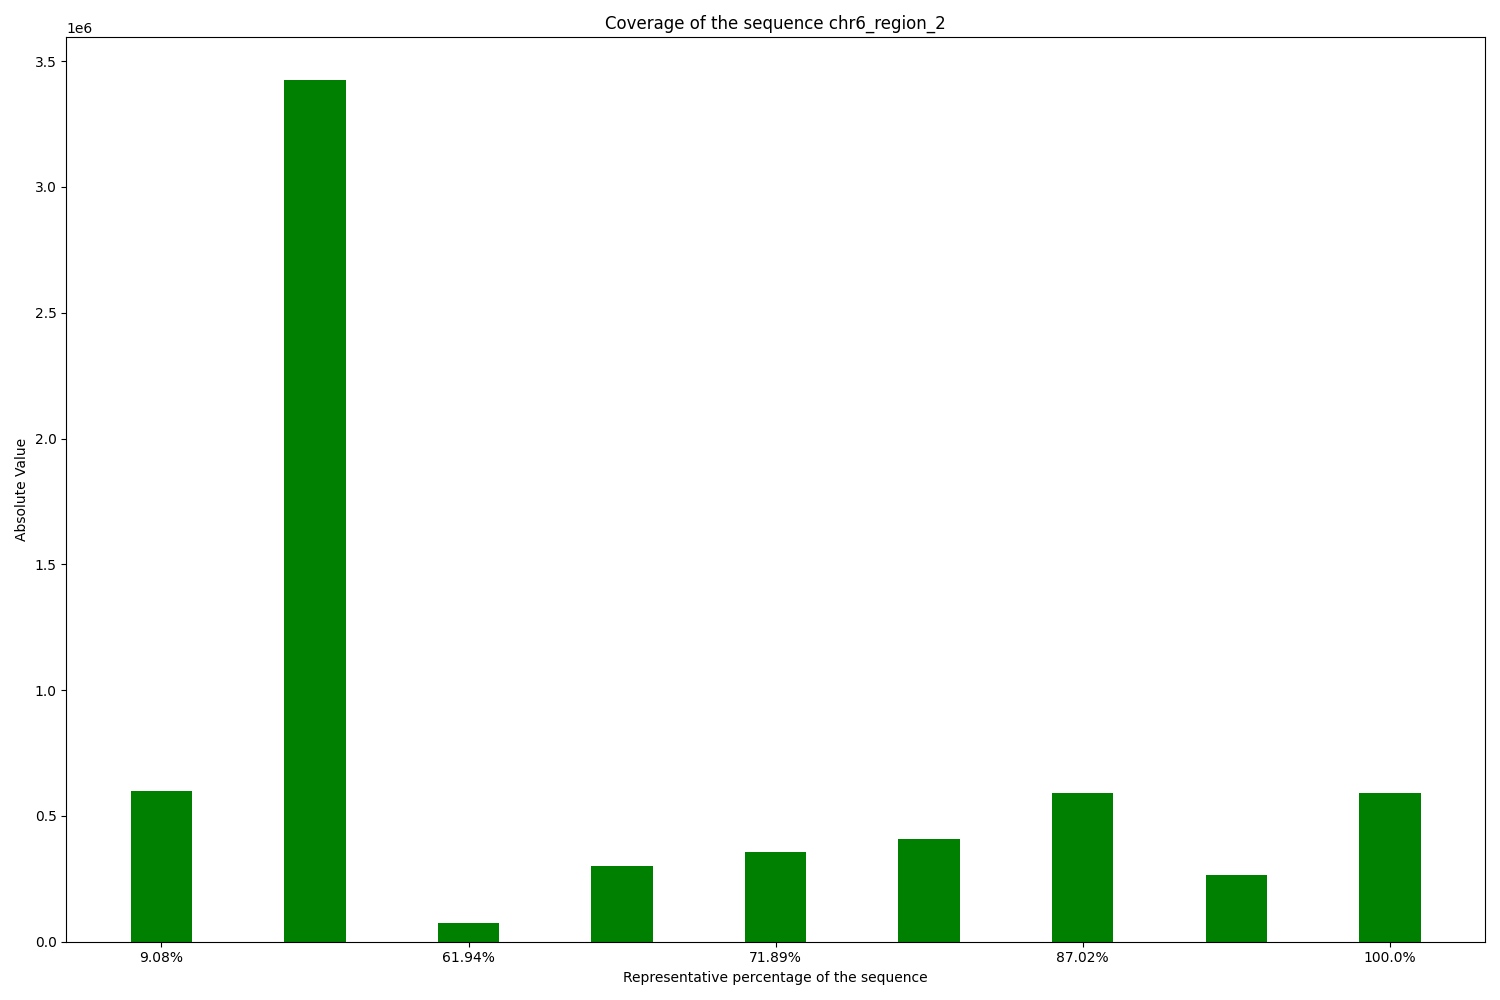 Coverage of the sequence chr6_region_2
1e6
3.5
3.0
2.5
2.0
1.5
1.0
0.5
0.0
Absolute Value
9.08% 61.94% 71.89% 87.02% 100.0%
Representative percentage of the sequence